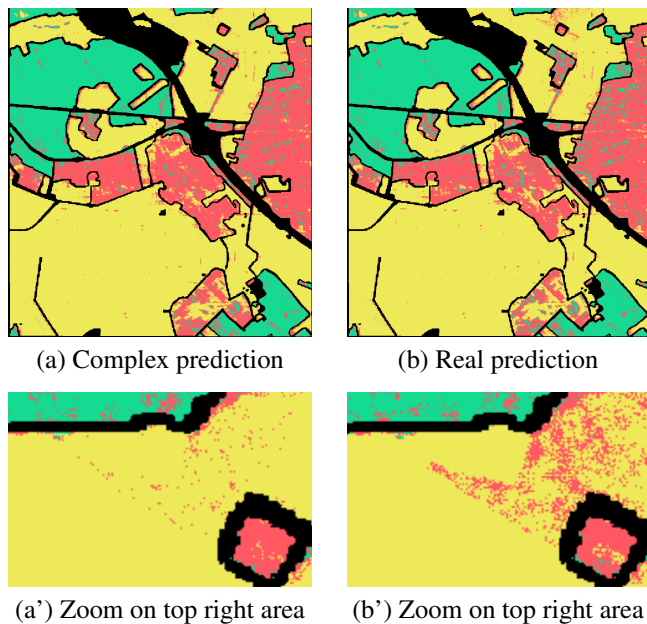 (a) Complex prediction
(b) Real prediction
(a’) Zoom on top right area
(b’) Zoom on top right area